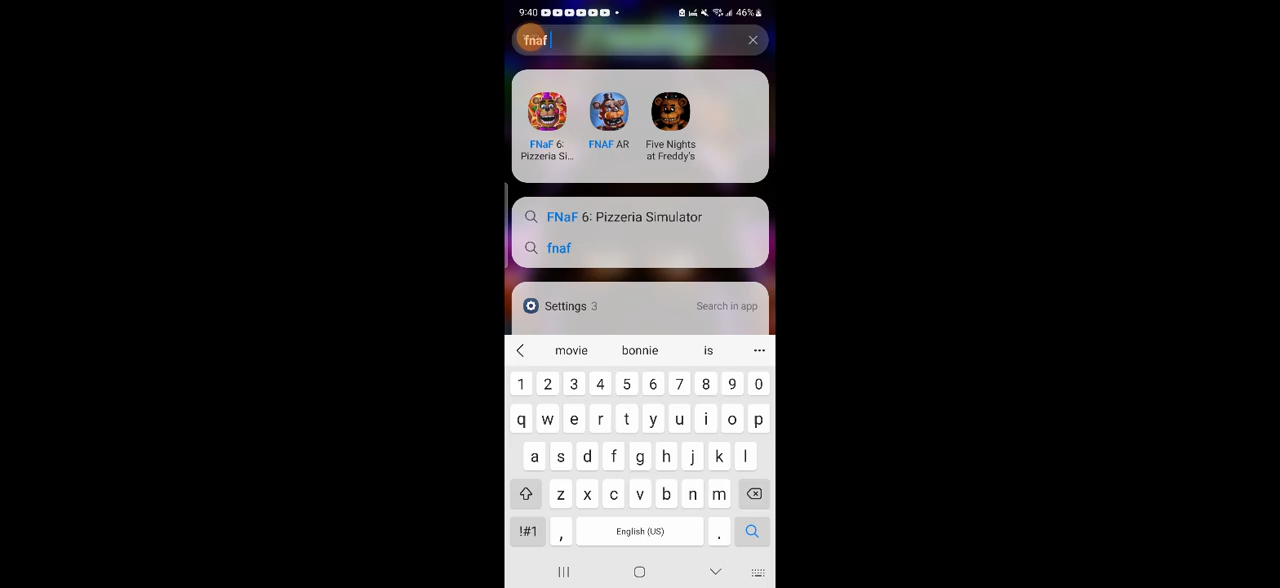 9:40 46%
fnaf
FNaF 6: Pizzeria Si...
FNAF AR
Five Nights at Freddy's
FNaF 6: Pizzeria Simulator
fnaf
Settings 3 Search in app
movie bonnie is
1 2 3 4 5 6 7 8 9 0
q w e r t y u i o p
a s d f g h j k l
z x c v b n m
!#1 , English (US) .